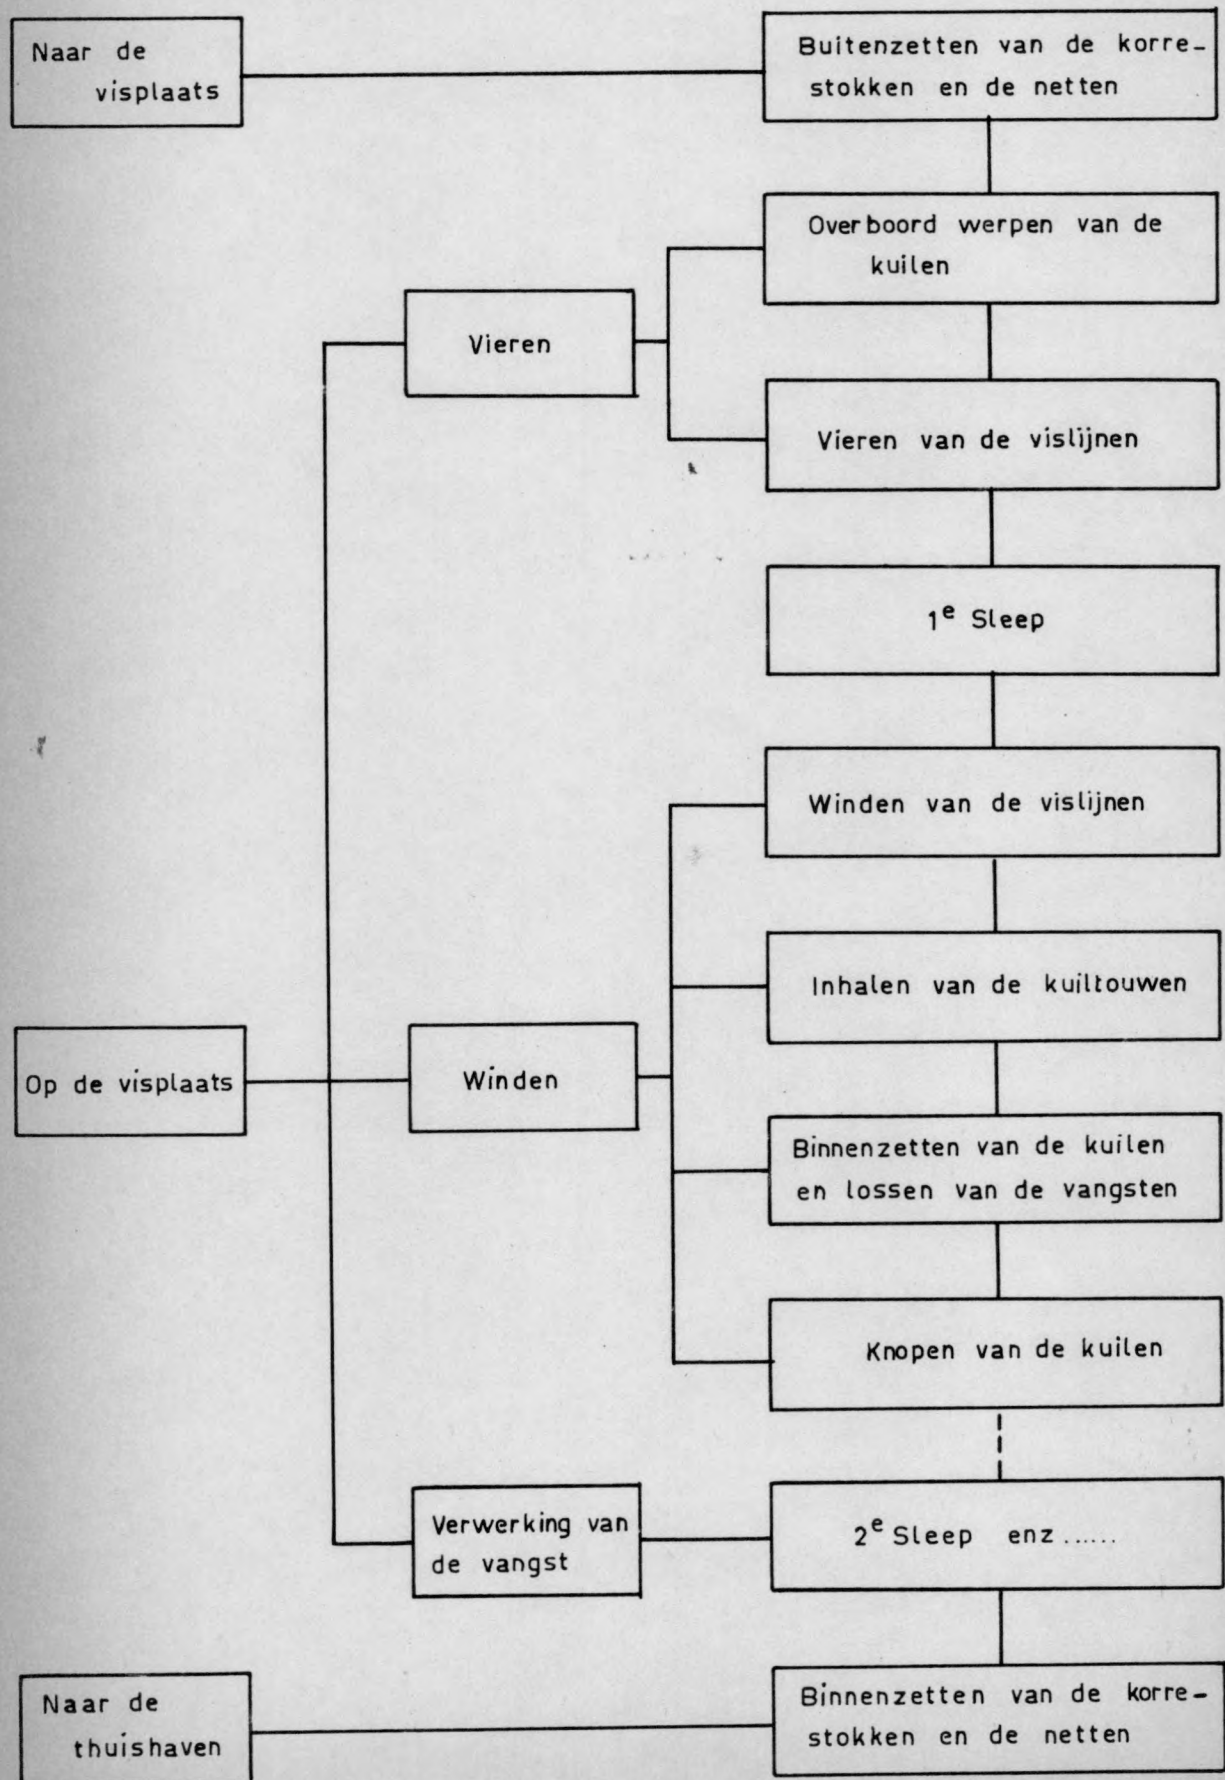 Naar de
visplaats
Buitenzetten van de korre-
stokken en de netten
Overboord werpen van de
kuilen
Vieren
Vieren van de vislijnen
1e Sleep
Winden van de vislijnen
Inhalen van de kuiltouwen
Op de visplaats
Winden
Binnenzetten van de kuilen
en lossen van de vangsten
Knopen van de kuilen
Verwerking van
de vangst
2e Sleep enz......
Naar de
thuishaven
Binnenzetten van de korre-
stokken en de netten